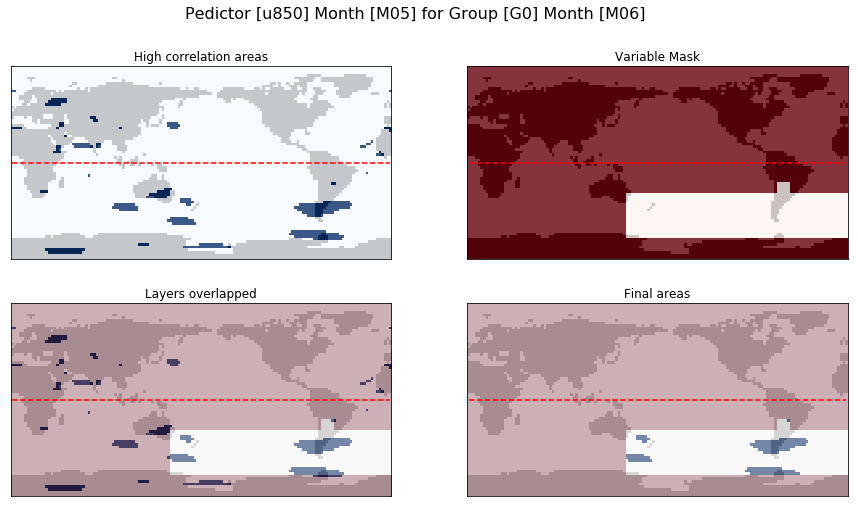 Pedictor [u850] Month [M05] for Group [G0] Month [M06]
High correlation areas
Variable Mask
Layers overlapped
Final areas